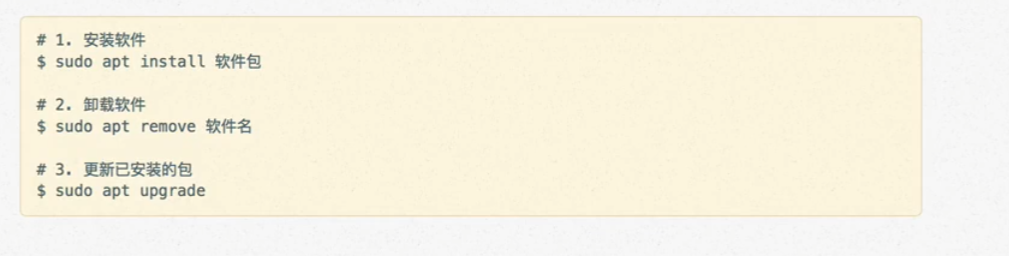 # 1. 安装软件
$ sudo apt install 软件包
# 2. 卸载软件
$ sudo apt remove 软件名
# 3. 更新已安装的包
$ sudo apt upgrade